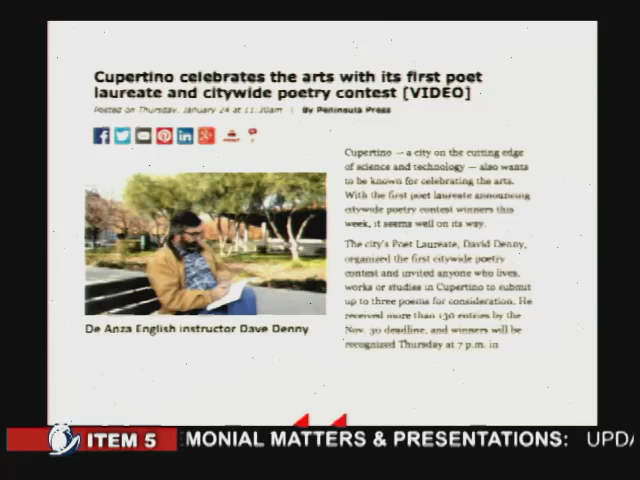 Cupertino celebrates the arts with its first poet
laureate and citywide poetry contest [VIDEO]
Posted on Thursday, January 24 at 11:30am | By Peninsula Press
Cupertino — a city on the cutting edge
of science and technology — also wants
to be known for celebrating the arts.
With the first poet laureate announcing
citywide poetry contest winners this
week, it seems well on its way.
The city's Poet Laureate, David Denny,
organized the first citywide poetry
contest and invited anyone who lives,
works or studies in Cupertino to submit
up to three poems for consideration. He
received more than 130 entries by the
Nov. 30 deadline, and winners will be
recognized Thursday at 7 p.m. in
De Anza English instructor Dave Denny
ITEM 5 MONIAL MATTERS & PRESENTATIONS: UPDA